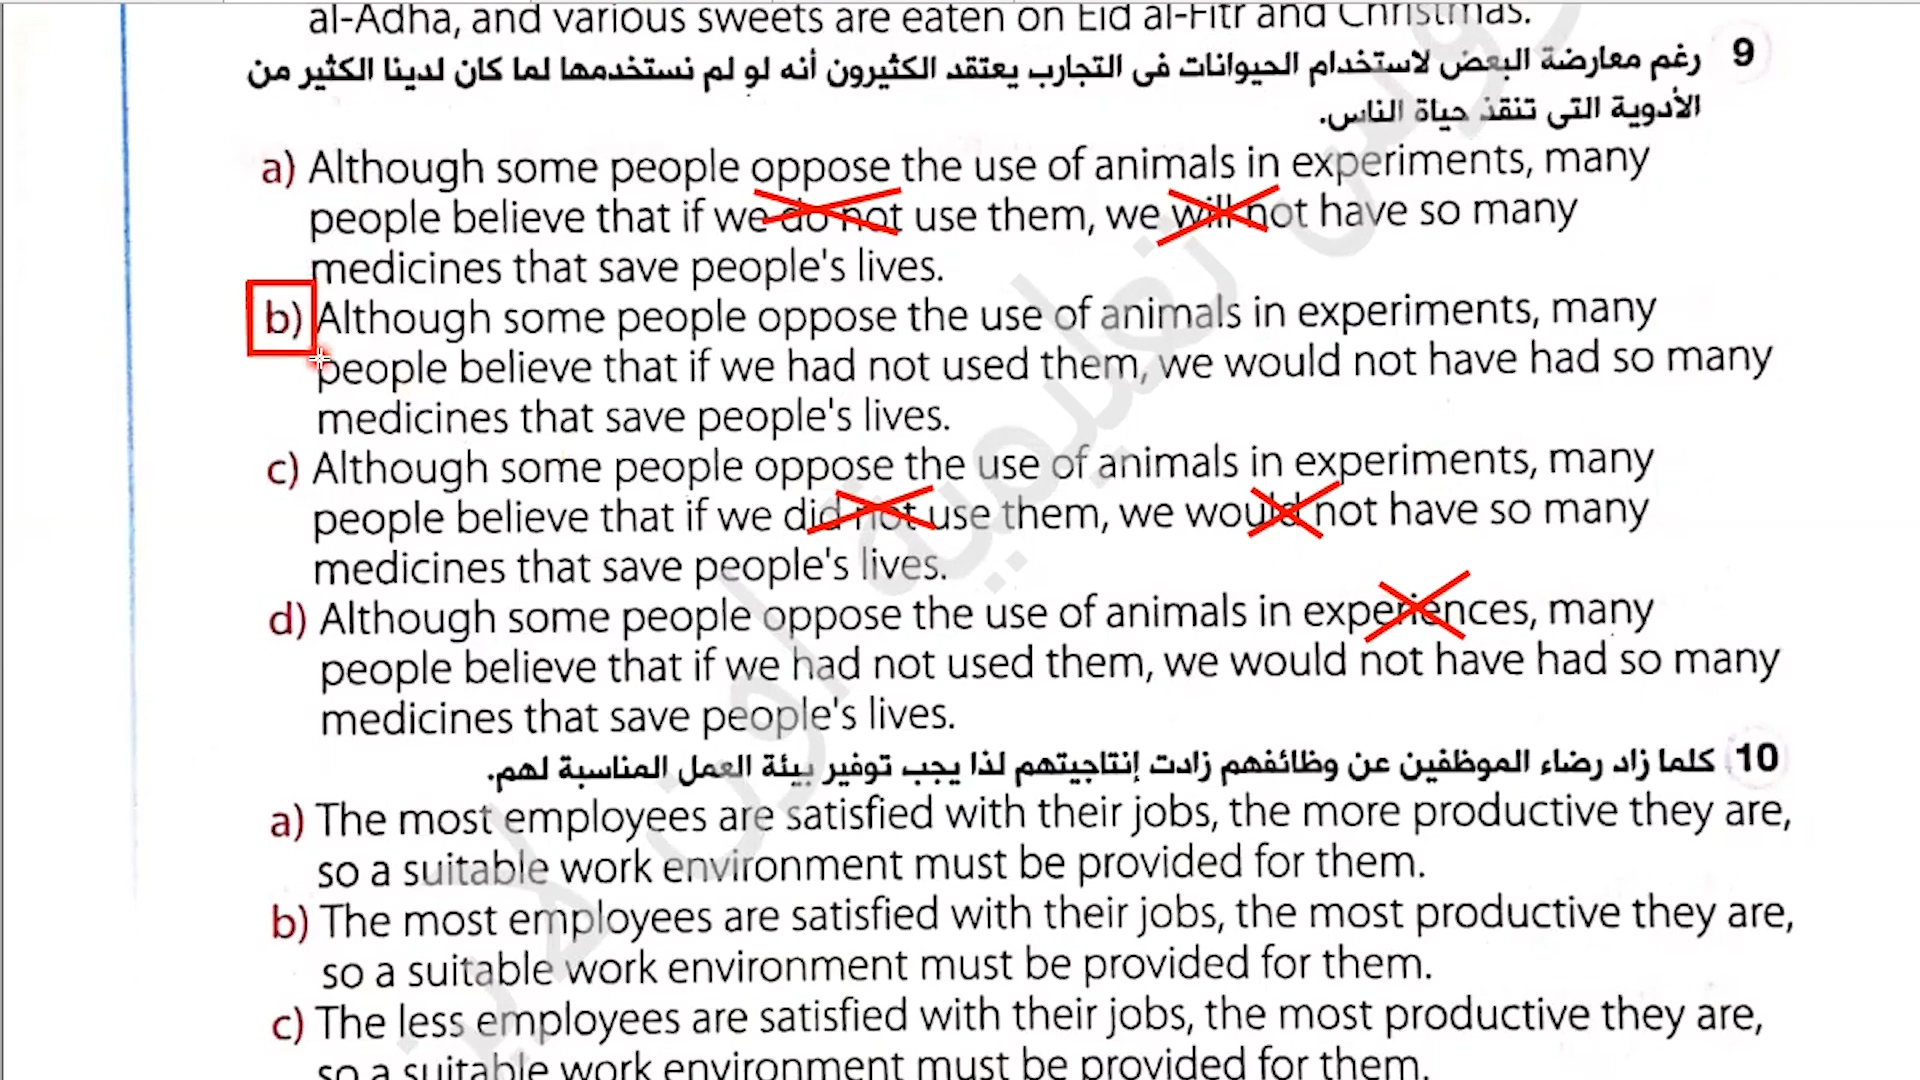 al-Adha, and various sweets are eaten on Eid al-Fitr and Christmas.
9 رغم معارضة البعض لاستخدام الحيوانات فى التجارب يعتقد الكثيرون أنه لو لم نستخدمها لما كان لدينا الكثير من
الأدوية التى تنقذ حياة الناس.
a) Although some people oppose the use of animals in experiments, many
people believe that if we do not use them, we will not have so many
medicines that save people's lives.
b) Although some people oppose the use of animals in experiments, many
people believe that if we had not used them, we would not have had so many
medicines that save people's lives.
c) Although some people oppose the use of animals in experiments, many
people believe that if we did not use them, we would not have so many
medicines that save people's lives.
d) Although some people oppose the use of animals in experiences, many
people believe that if we had not used them, we would not have had so many
medicines that save people's lives.
10 كلما زاد رضاء الموظفين عن وظائفهم زادت إنتاجيتهم لذا يجب توفير بيئة العمل المناسبة لهم.
a) The most employees are satisfied with their jobs, the more productive they are,
so a suitable work environment must be provided for them.
b) The most employees are satisfied with their jobs, the most productive they are,
so a suitable work environment must be provided for them.
c) The less employees are satisfied with their jobs, the most productive they are,
so a suitable work environment must be provided for them.